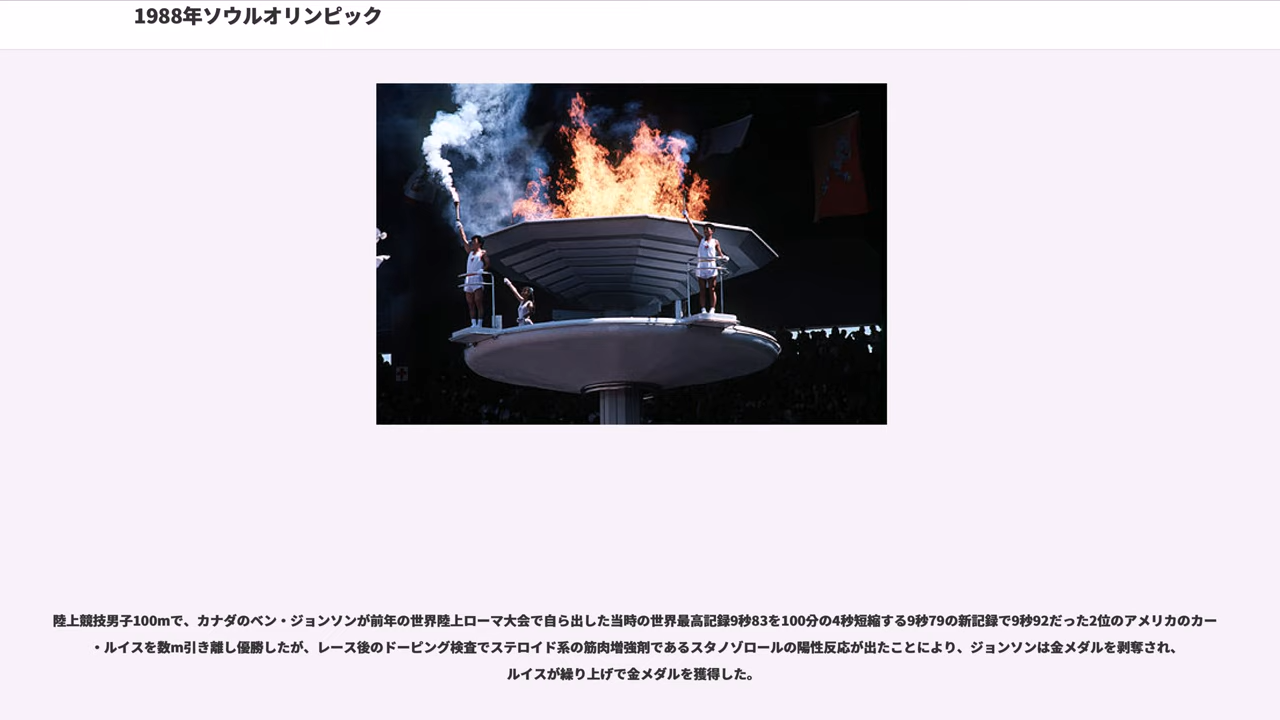 1988年ソウルオリンピック
陸上競技男子100mで、カナダのベン・ジョンソンが前年の世界陸上ローマ大会で自ら出した当時の世界最高記録9秒83を100分の4秒短縮する9秒79の新記録で9秒92だった2位のアメリカのカー
・ルイスを数m引き離し優勝したが、レース後のドーピング検査でステロイド系の筋肉増強剤であるスタノゾロールの陽性反応が出たことにより、ジョンソンは金メダルを剥奪され、
ルイスが繰り上げで金メダルを獲得した。